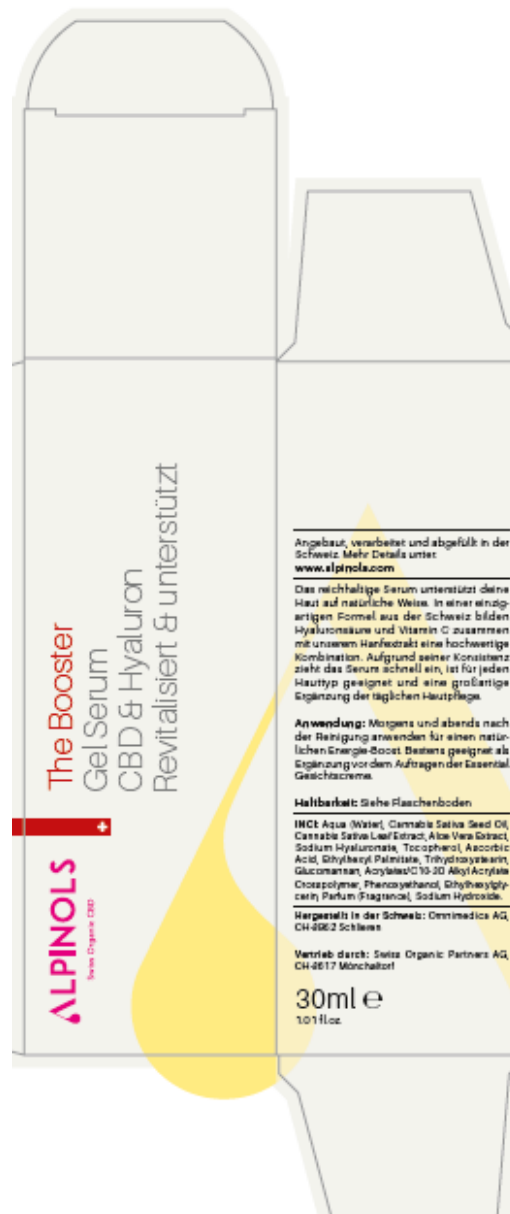 The Booster
Gel Serum
CBD & Hyaluron
Revitalisiert & unterstützt
ALPINOLS
Swiss Organic CBD
Angebaut, verarbeitet und abgefüllt in der
Schweiz. Mehr Details unter:
www.alpinols.com
Das reichhaltige Serum unterstützt deine
Haut auf natürliche Weise. In einer einzig-
artigen Formel aus der Schweiz bilden
Hyaluronsäure und Vitamin C zusammen
mit unserem Hanfextrakt eine hochwertige
Kombination. Aufgrund seiner Konsistenz
zieht das Serum schnell ein, ist für jeden
Hauttyp geeignet und eine großartige
Ergänzung der täglichen Hautpflege.
Anwendung: Morgens und abends nach
der Reinigung anwenden für einen natür-
lichen Energie-Boost. Bestens geeignet als
Ergänzung vor dem Auftragen der Essential
Gesichtscreme.
Haltbarkeit: Siehe Flaschenboden
INCI: Aqua (Water), Cannabis Sativa Seed Oil,
Cannabis Sativa Leaf Extract, Aloe Vera Extract,
Sodium Hyaluronate, Tocopherol, Ascorbic
Acid, Ethylhexyl Palmitate, Trihydroxystearin,
Glucomannan, Acrylates/C10-30 Alkyl Acrylate
Crosspolymer, Phenoxyethanol, Ethylhexylgly-
cerin, Parfum (Fragrance), Sodium Hydroxide.
Hergestellt in der Schweiz: Omnimedica AG,
CH-8952 Schlieren
Vertrieb durch: Swiss Organic Partners AG,
CH-8617 Mönchaltorf
30ml ℮
1.01 fl.oz.